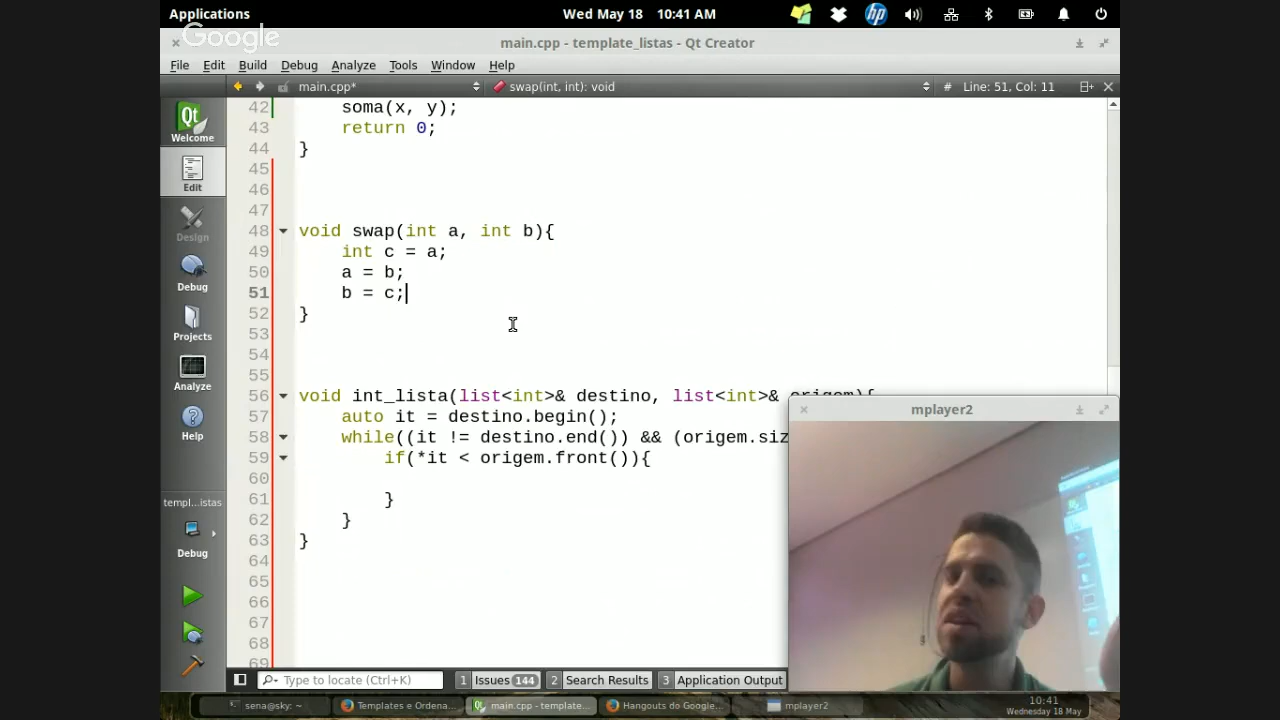 Applications
Wed May 18 10:41 AM
hp
Google
main.cpp - template_listas - Qt Creator
File Edit Build Debug Analyze Tools Window Help
main.cpp* swap(int, int): void # Line: 51, Col: 11
Qt
Welcome
Edit
Design
Debug
Projects
Analyze
Help
templ...istas
Debug
42 soma(x, y);
43 return 0;
44 }
45
46
47
48 void swap(int a, int b){
49 int c = a;
50 a = b;
51 b = c;
52 }
53
54
55
56 void int_lista(list<int>& destino, list<int>& origem){
57 auto it = destino.begin();
58 while((it != destino.end()) && (origem.siz
59 if(*it < origem.front()){
60
61 }
62 }
63 }
64
65
66
67
68
69
mplayer2
Type to locate (Ctrl+K) 1 Issues 144 2 Search Results 3 Application Output
sena@sky: ~ Templates e Ordena... main.cpp - template... Hangouts do Google... mplayer2
10:41
Wednesday 18 May